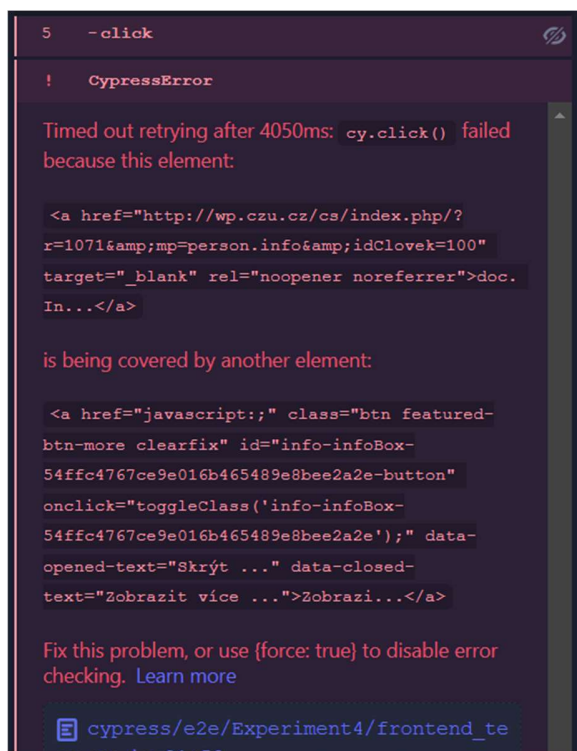 5 -click
! CypressError
Timed out retrying after 4050ms: cy.click() failed
because this element:
<a href="http://wp.czu.cz/cs/index.php/?
r=1071&amp;mp=person.info&amp;idClovek=100"
target="_blank" rel="noopener noreferrer">doc.
In...</a>
is being covered by another element:
<a href="javascript:;" class="btn featured-
btn-more clearfix" id="info-infoBox-
54ffc4767ce9e016b465489e8bee2a2e-button"
onclick="toggleClass('info-infoBox-
54ffc4767ce9e016b465489e8bee2a2e');" data-
opened-text="Skrýt ..." data-closed-
text="Zobrazit více ...">Zobrazi...</a>
Fix this problem, or use {force: true} to disable error
checking. Learn more
cypress/e2e/Experiment4/frontend_te